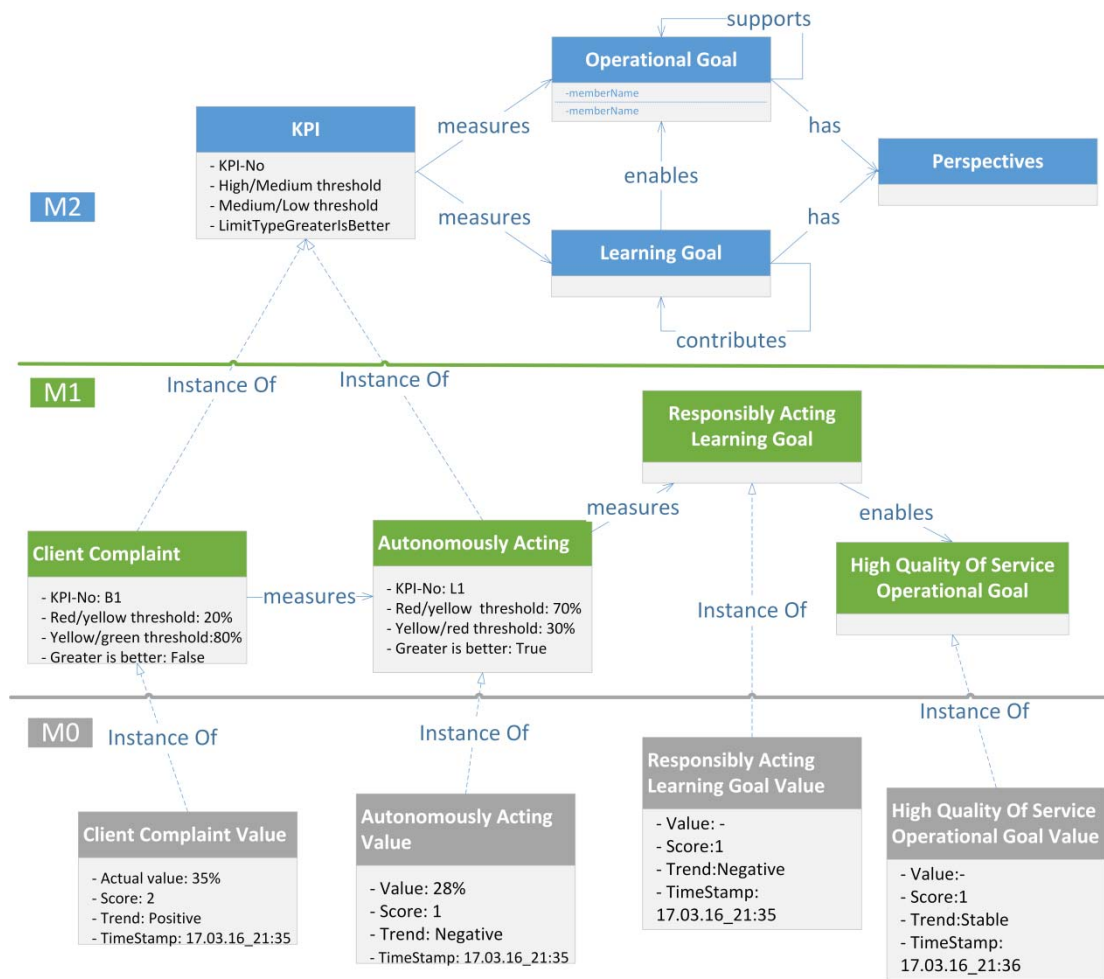 supports
Operational Goal
-memberName
-memberName
KPI
- KPI-No
- High/Medium threshold
- Medium/Low threshold
- LimitTypeGreaterIsBetter
measures
has
Perspectives
M2
enables
measures
has
Learning Goal
contributes
M1
Instance Of
Instance Of
Responsibly Acting
Learning Goal
measures
enables
Client Complaint
- KPI-No: B1
- Red/yellow threshold: 20%
- Yellow/green threshold:80%
- Greater is better: False
measures
Autonomously Acting
- KPI-No: L1
- Red/yellow  threshold: 70%
- Yellow/red threshold: 30%
- Greater is better: True
High Quality Of Service
Operational Goal
Instance Of
M0
Instance Of
Instance Of
Instance Of
Client Complaint Value
- Actual value: 35%
- Score: 2
- Trend: Positive
- TimeStamp: 17.03.16_21:35
Autonomously Acting
Value
- Value: 28%
- Score: 1
- Trend: Negative
- TimeStamp: 17.03.16_21:35
Responsibly Acting
Learning Goal Value
- Value: -
- Score:1
- Trend:Negative
- TimeStamp:
17.03.16_21:35
High Quality Of Service
Operational Goal Value
- Value:-
- Score:1
- Trend:Stable
- TimeStamp:
17.03.16_21:36